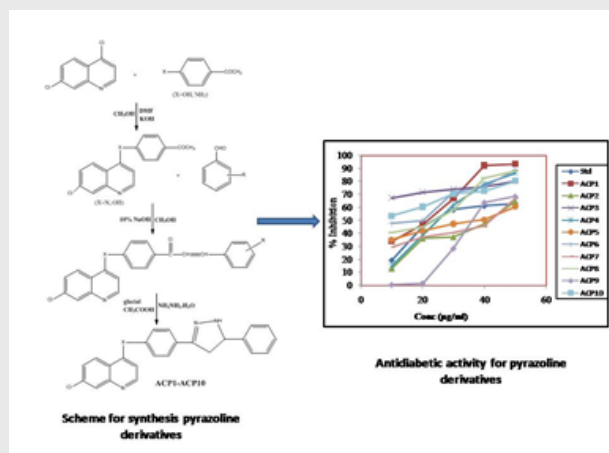 Cl
Cl
N
+
X
COCH₃
(X=OH, NH₂)
CH₃OH
DMF
KOH
X
COCH₃
CHO
Cl
N
+
R
(X=N, OH)
10% NaOH
CH₃OH
O
X
Cl
N
glacial
CH₃COOH
NH₂NH₂.H₂O
N
NH
X
Cl
N
ACP1-ACP10
Scheme for synthesis pyrazoline
derivatives
100
90
80
70
60
50
40
30
20
10
0
% Inhibition
0
20
40
60
Conc (µg/ml)
Std
ACP1
ACP2
ACP3
ACP4
ACP5
ACP6
ACP7
ACP8
ACP9
ACP10
Antidiabetic activity for pyrazoline
derivatives